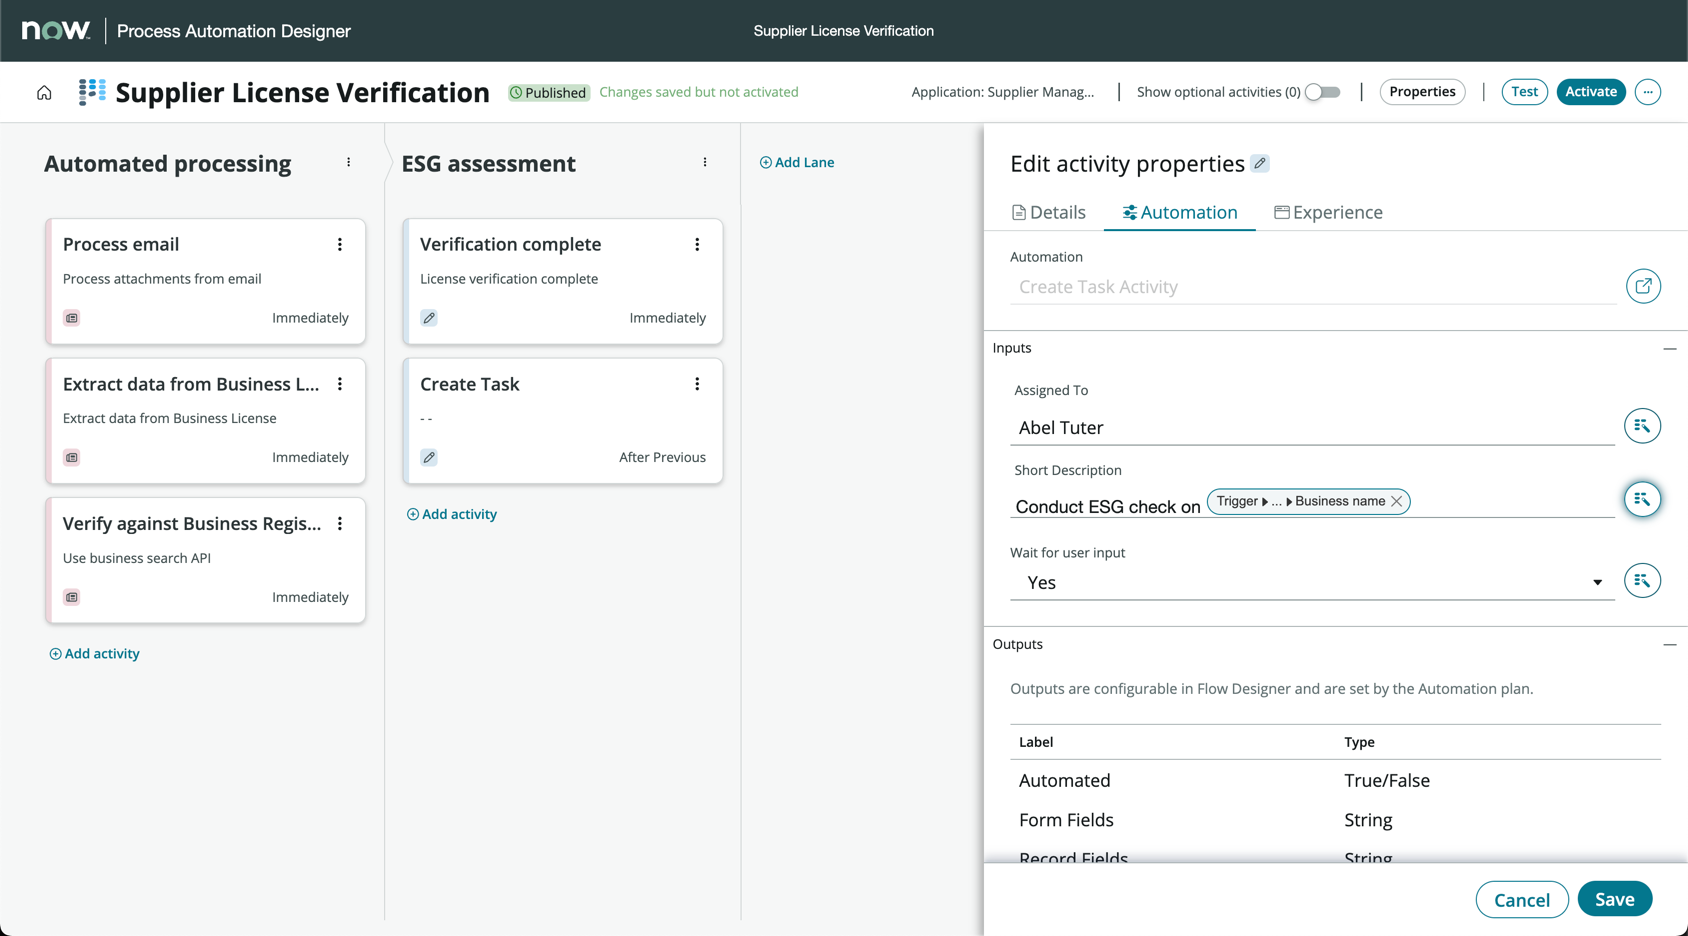 now
Process Automation Designer
Supplier License Verification
Supplier License Verification
Published
Changes saved but not activated
Application: Supplier Manag...
Show optional activities (0)
Properties
Test
Activate
Automated processing
Process email
Process attachments from email
Immediately
Extract data from Business L...
Extract data from Business License
Immediately
Verify against Business Regis...
Use business search API
Immediately
Add activity
ESG assessment
Verification complete
License verification complete
Immediately
Create Task
- -
After Previous
Add activity
Add Lane
Edit activity properties
Details
Automation
Experience
Automation
Create Task Activity
Inputs
Assigned To
Abel Tuter
Short Description
Conduct ESG check on Trigger ▸ ... ▸ Business name
Wait for user input
Yes
Outputs
Outputs are configurable in Flow Designer and are set by the Automation plan.
Label Type
Automated True/False
Form Fields String
Record Fields String
Cancel
Save